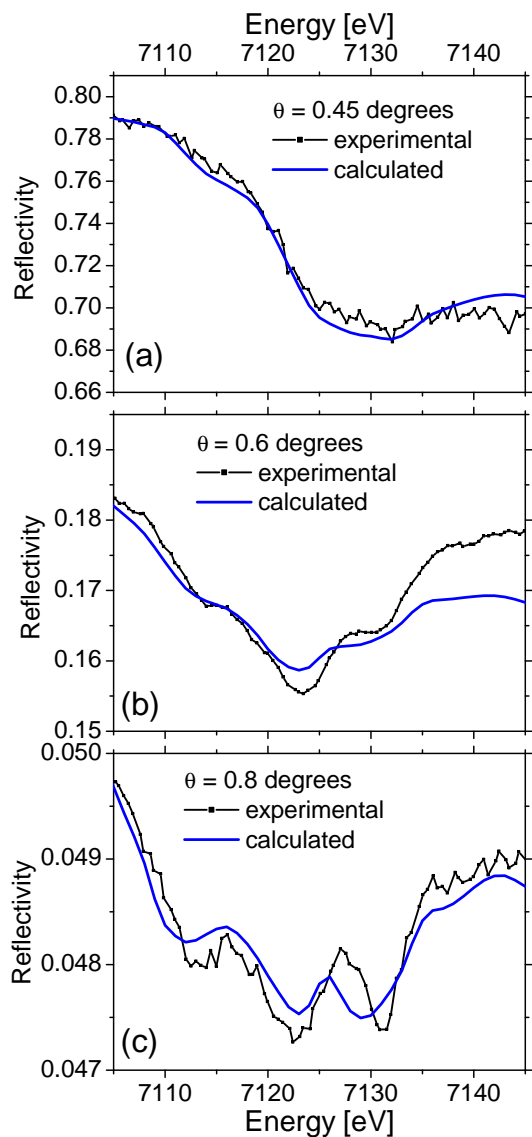 Energy [eV]
7110 7120 7130 7140
0.80
0.78
0.76
0.74
0.72
0.70
0.68
0.66
Reflectivity
θ = 0.45 degrees
experimental
calculated
(a)
0.19
0.18
0.17
0.16
0.15
Reflectivity
θ = 0.6 degrees
experimental
calculated
(b)
0.050
0.049
0.048
0.047
Reflectivity
θ = 0.8 degrees
experimental
calculated
(c)
7110 7120 7130 7140
Energy [eV]